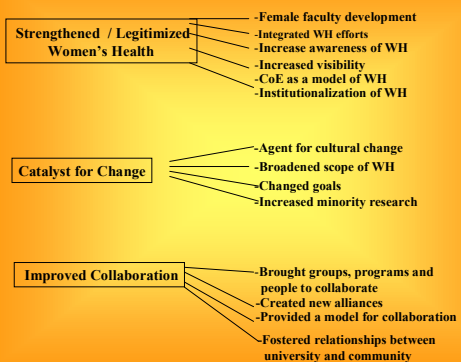 Strengthened / Legitimized
Women's Health
-Female faculty development
-Integrated WH efforts
-Increase awareness of WH
-Increased visibility
-CoE as a model of WH
-Institutionalization of WH
Catalyst for Change
-Agent for cultural change
-Broadened scope of WH
-Changed goals
-Increased minority research
Improved Collaboration
-Brought groups, programs and
people to collaborate
-Created new alliances
-Provided a model for collaboration
-Fostered relationships between
university and community